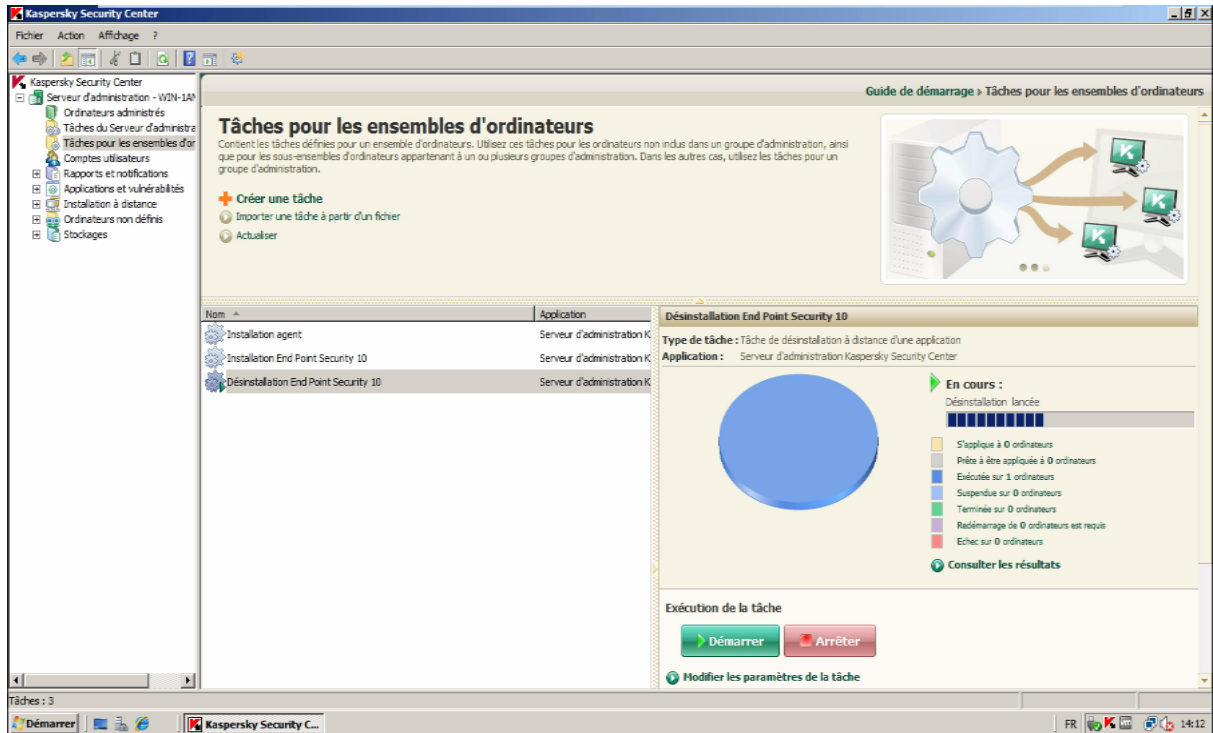 Kaspersky Security Center
Fichier Action Affichage ?
Kaspersky Security Center
Serveur d'administration - WIN-1AN
Ordinateurs administrés
Tâches du Serveur d'administra
Tâches pour les ensembles d'or
Comptes utilisateurs
Rapports et notifications
Applications et vulnérabilités
Installation à distance
Ordinateurs non définis
Stockages
Guide de démarrage › Tâches pour les ensembles d'ordinateurs
Tâches pour les ensembles d'ordinateurs
Contient les tâches définies pour un ensemble d'ordinateurs. Utilisez ces tâches pour les ordinateurs non inclus dans un groupe d'administration, ainsi
que pour les sous-ensembles d'ordinateurs appartenant à un ou plusieurs groupes d'administration. Dans les autres cas, utilisez les tâches pour un
groupe d'administration.
Créer une tâche
Importer une tâche à partir d'un fichier
Actualiser
Nom Application
Installation agent Serveur d'administration K
Installation End Point Security 10 Serveur d'administration K
Désinstallation End Point Security 10 Serveur d'administration K
Désinstallation End Point Security 10
Type de tâche : Tâche de désinstallation à distance d'une application
Application : Serveur d'administration Kaspersky Security Center
En cours :
Désinstallation lancée
S'applique à 0 ordinateurs
Prête à être appliquée à 0 ordinateurs
Exécutée sur 1 ordinateurs
Suspendue sur 0 ordinateurs
Terminée sur 0 ordinateurs
Redémarrage de 0 ordinateurs est requis
Echec sur 0 ordinateurs
Consulter les résultats
Exécution de la tâche
Démarrer Arrêter
Modifier les paramètres de la tâche
Tâches : 3
Démarrer Kaspersky Security C... FR 14:12